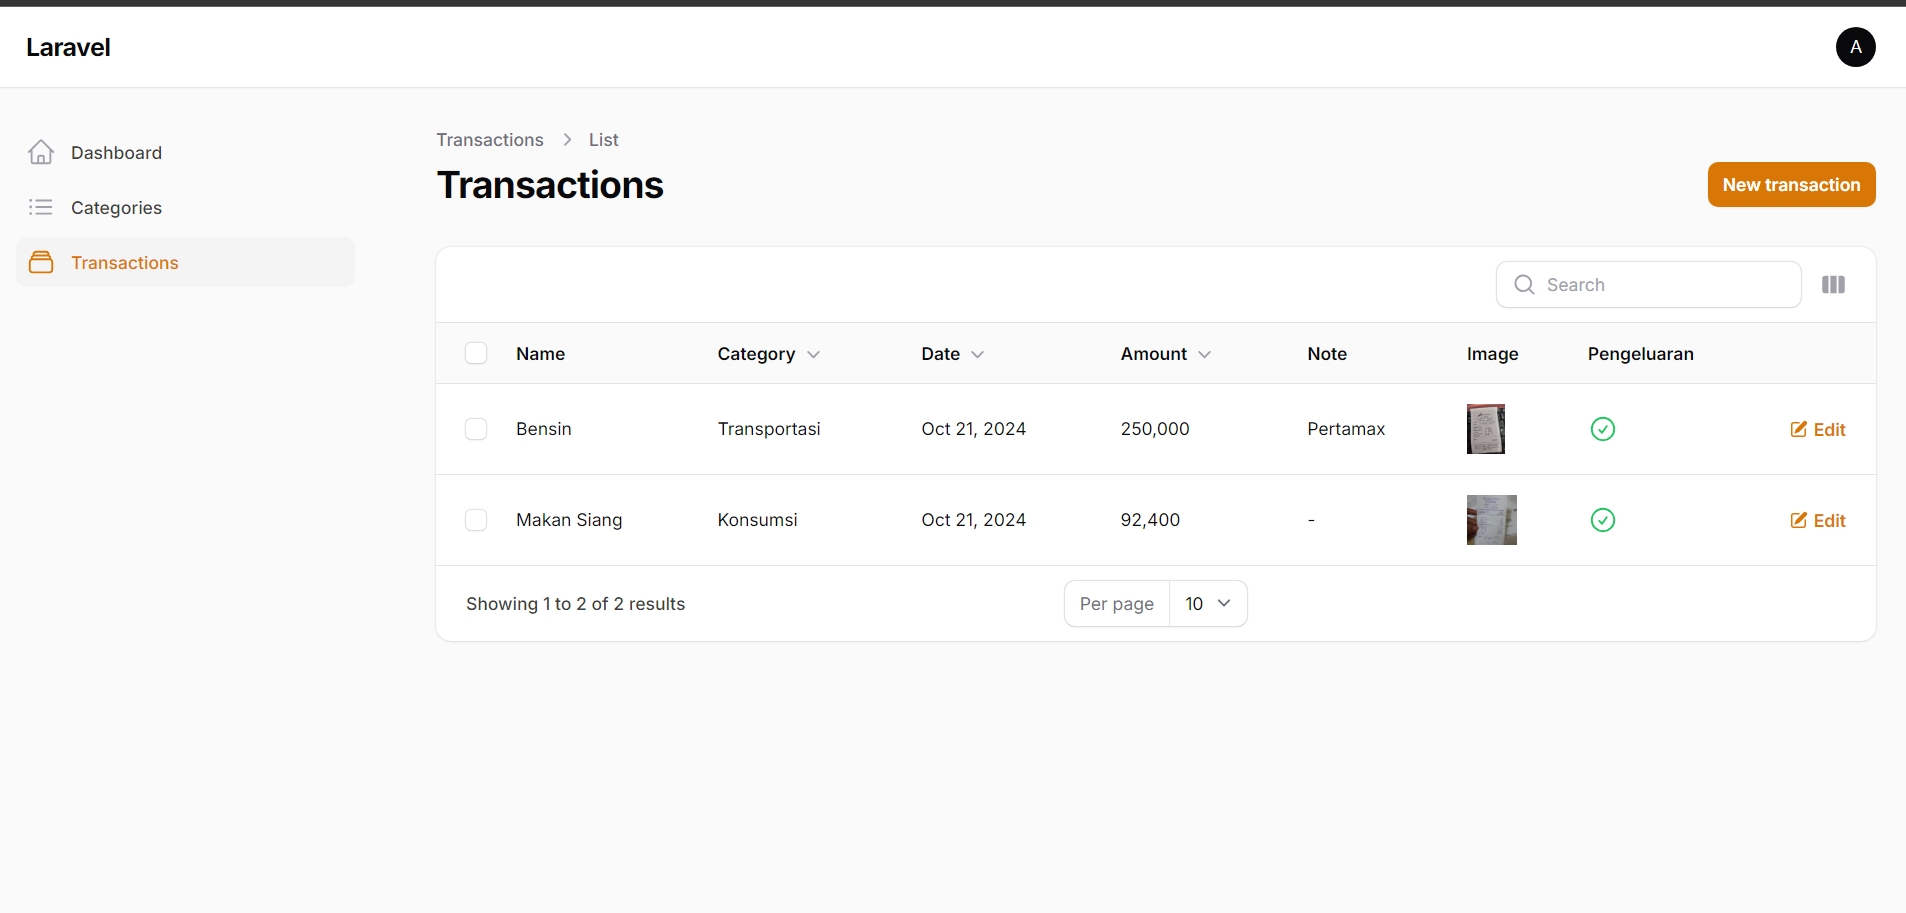 Laravel
A
Dashboard
Categories
Transactions
Transactions > List
Transactions
New transaction
Search
Name Category Date Amount Note Image Pengeluaran
Bensin Transportasi Oct 21, 2024 250,000 Pertamax Edit
Makan Siang Konsumsi Oct 21, 2024 92,400 - Edit
Showing 1 to 2 of 2 results
Per page 10